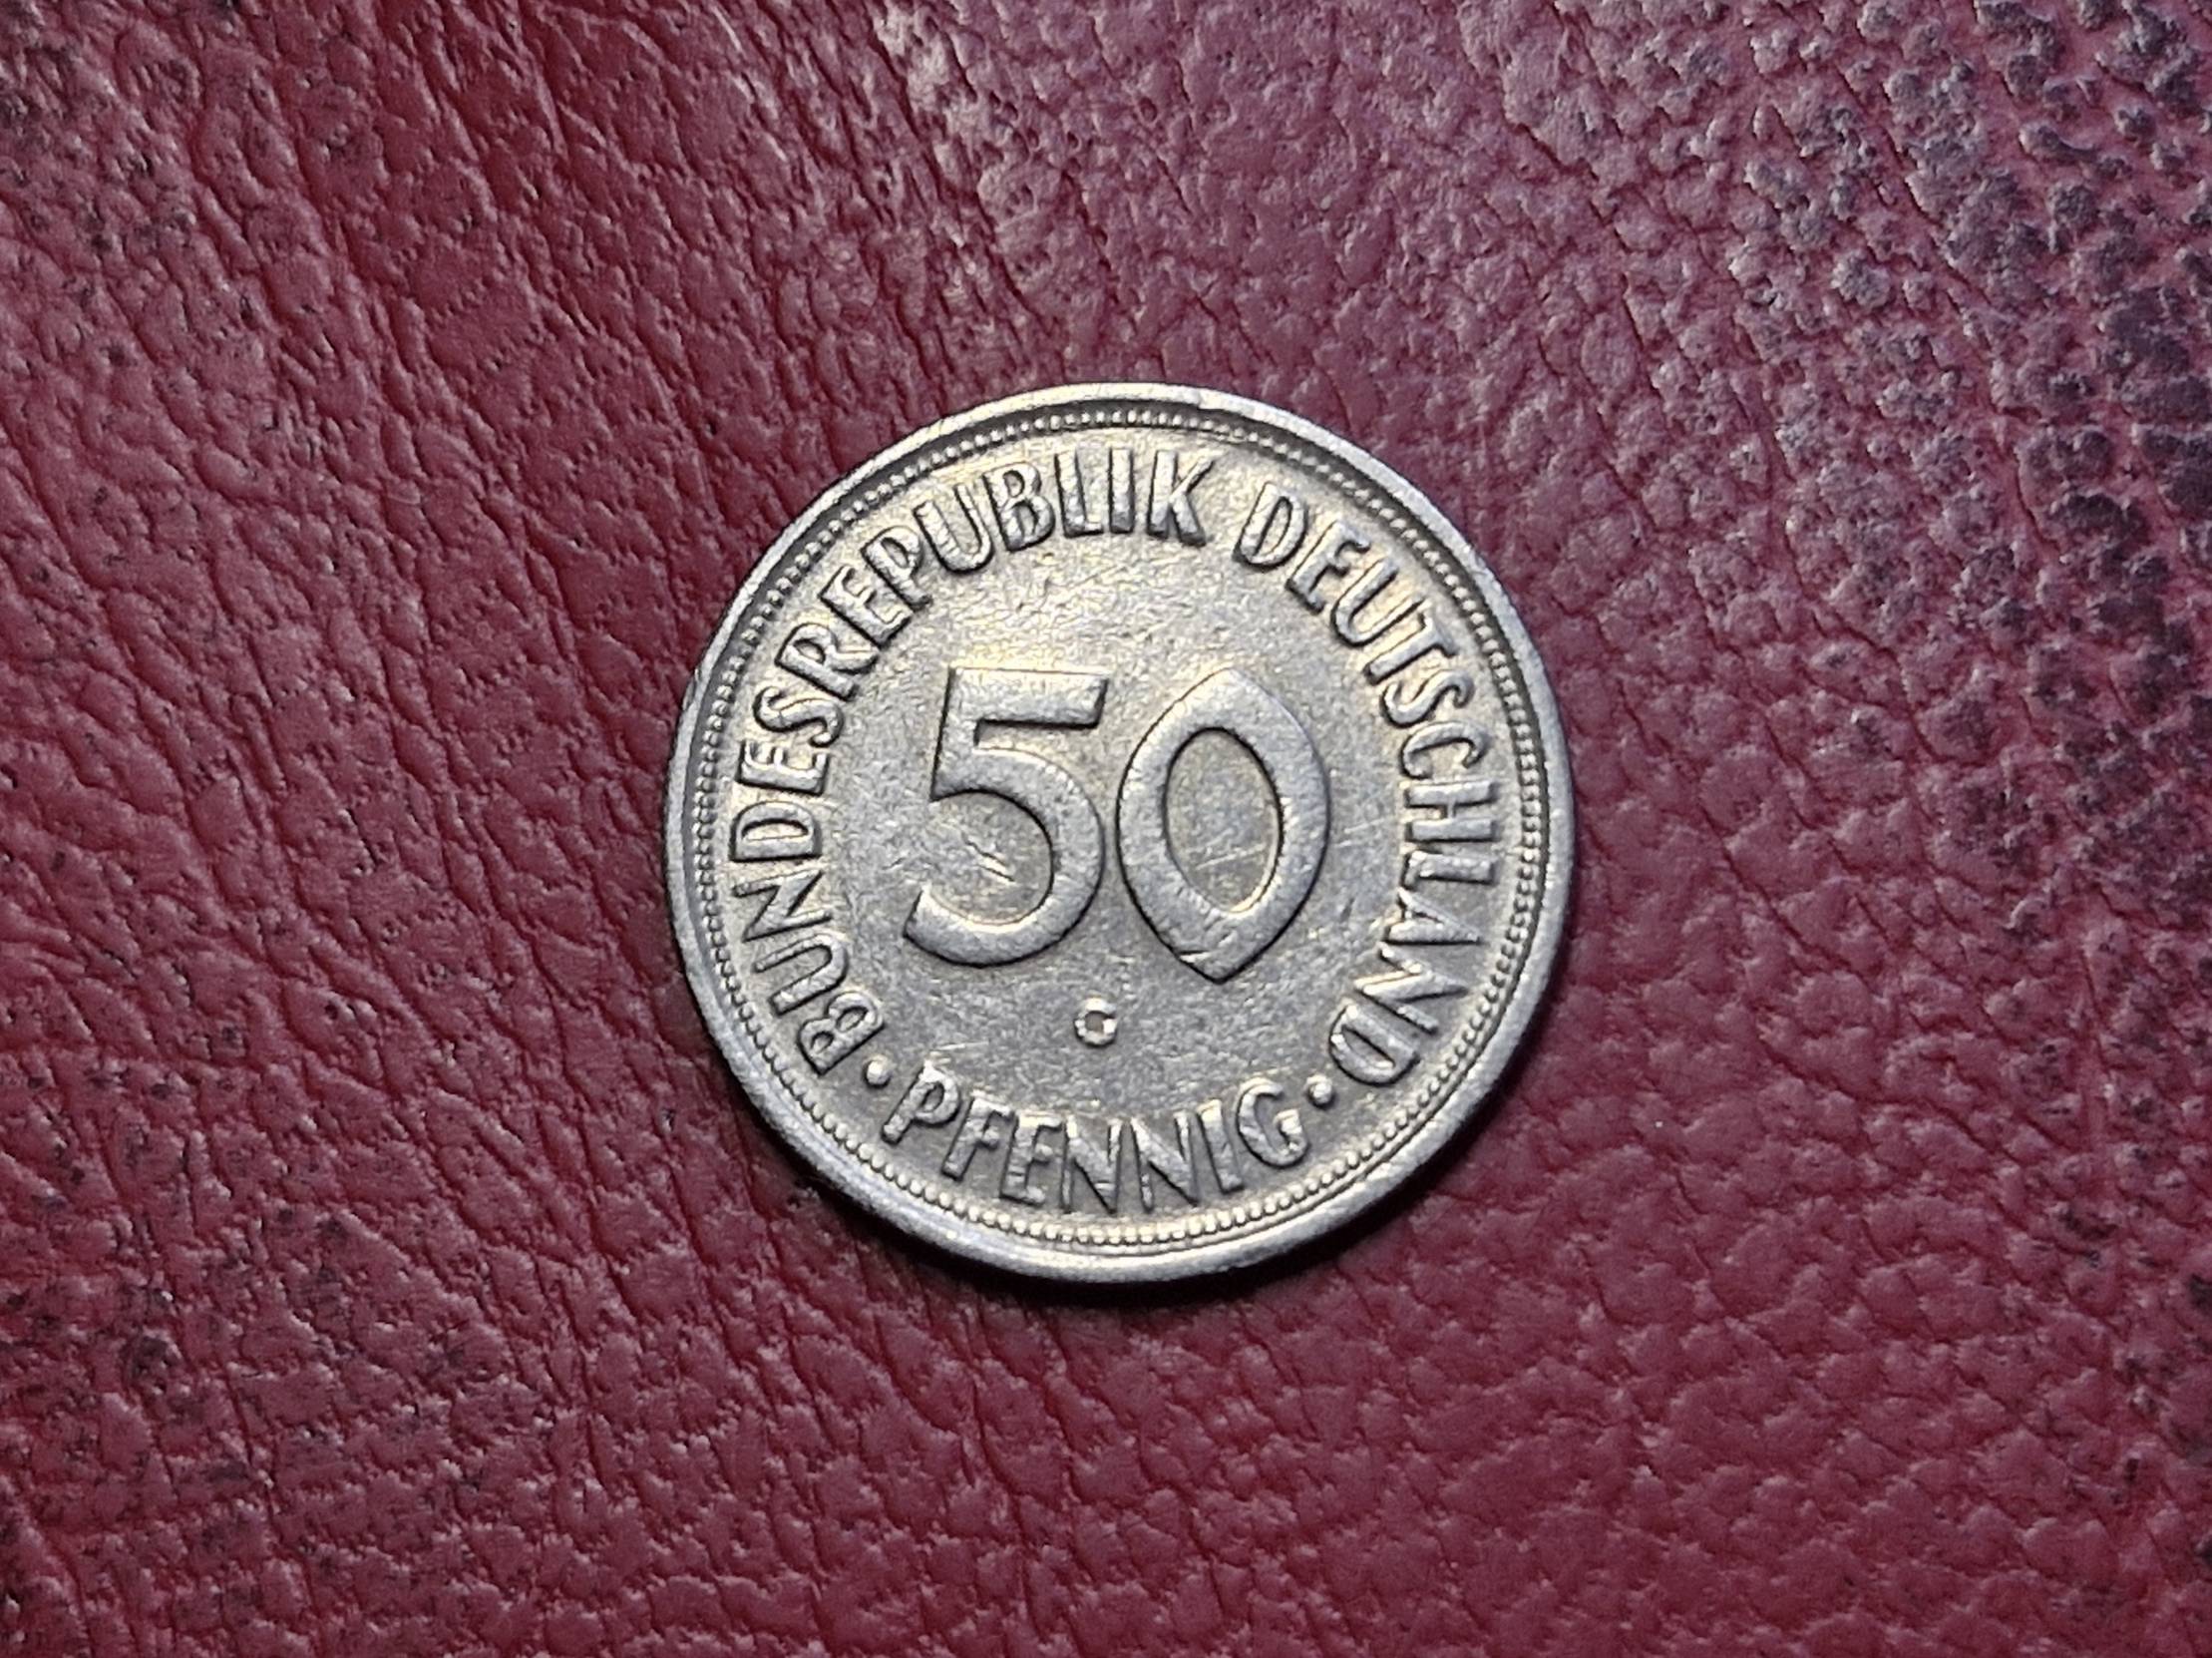 BUNDESREPUBLIK DEUTSCHLAND
50
G
· PFENNIG ·